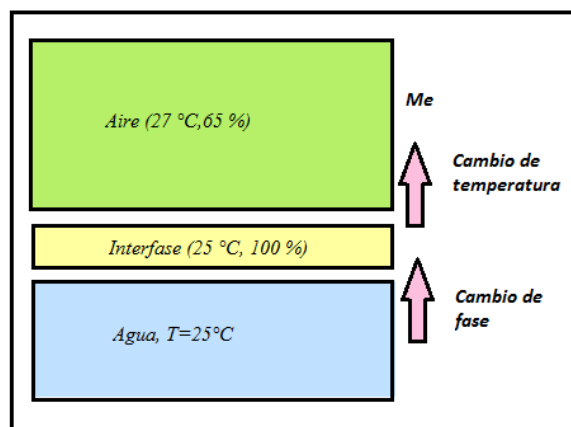 Aire (27 °C,65 %)
Me
Cambio de
temperatura
Interfase (25 °C, 100 %)
Cambio de
fase
Agua, T=25°C